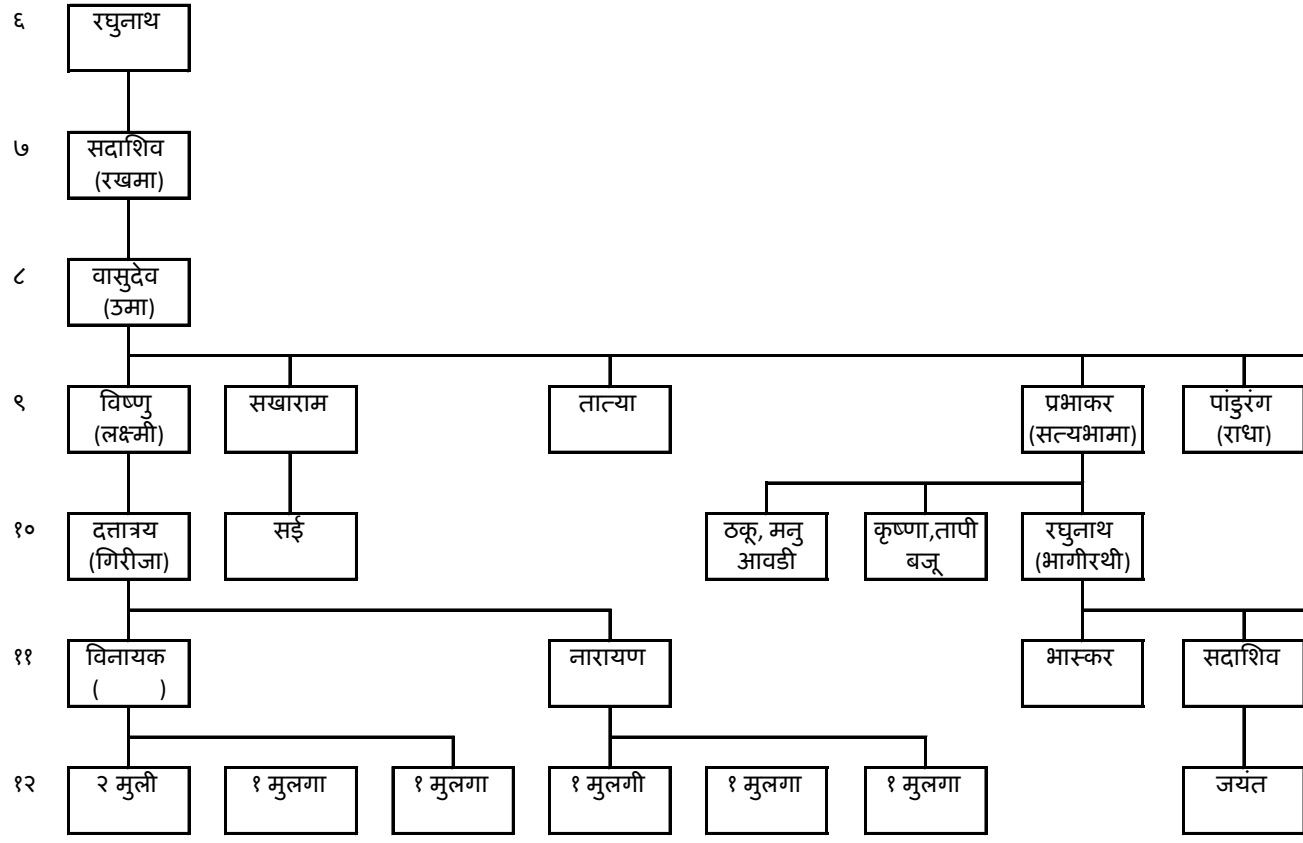 ६ रघुनाथ
७ सदाशिव
(रखमा)
८ वासुदेव
(उमा)
९ विष्णु सखाराम तात्या प्रभाकर पांडुरंग
(लक्ष्मी) (सत्यभामा) (राधा)
१० दत्तात्रय सई ठकू, मनु कृष्णा,तापी रघुनाथ
(गिरीजा) आवडी बजू (भागीरथी)
११ विनायक नारायण भास्कर सदाशिव
( )
१२ २ मुली १ मुलगा १ मुलगा १ मुलगी १ मुलगा १ मुलगा जयंत